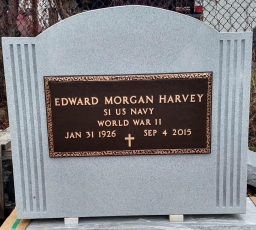 EDWARD MORGAN HARVEY
S1 US NAVY
WORLD WAR II
JAN 31 1926 SEP 4 2015